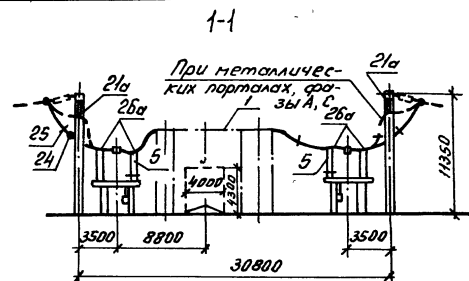 1-1
21а
При металличес-
ких порталах, фа-
зы А, С
21а
26а
1
26а
25
24
5
5
4000
4300
11350
3500
8800
3500
30800